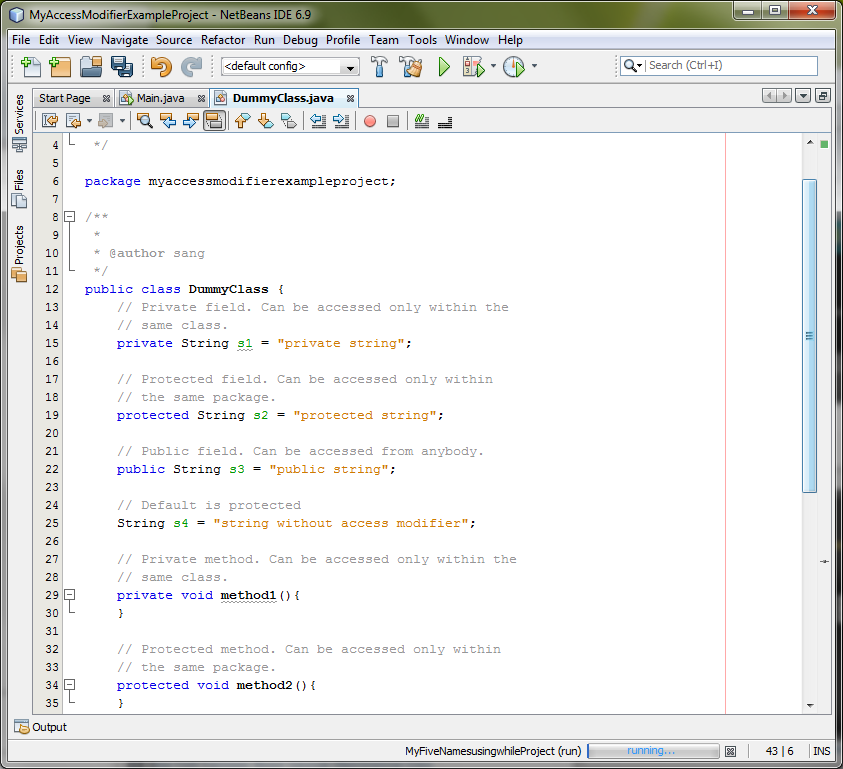 MyAccessModifierExampleProject - NetBeans IDE 6.9
File Edit View Navigate Source Refactor Run Debug Profile Team Tools Window Help
<default config>
Search (Ctrl+I)
Services
Files
Projects
Start Page
Main.java
DummyClass.java
4 */
5
6 package myaccessmodifierexampleproject;
7
8 /**
9 *
10 * @author sang
11 */
12 public class DummyClass {
13 // Private field. Can be accessed only within the
14 // same class.
15 private String s1 = "private string";
16
17 // Protected field. Can be accessed only within
18 // the same package.
19 protected String s2 = "protected string";
20
21 // Public field. Can be accessed from anybody.
22 public String s3 = "public string";
23
24 // Default is protected
25 String s4 = "string without access modifier";
26
27 // Private method. Can be accessed only within the
28 // same class.
29 private void method1(){
30 }
31
32 // Protected method. Can be accessed only within
33 // the same package.
34 protected void method2(){
35 }
Output
MyFiveNamesusingwhileProject (run) running... 43 | 6 INS